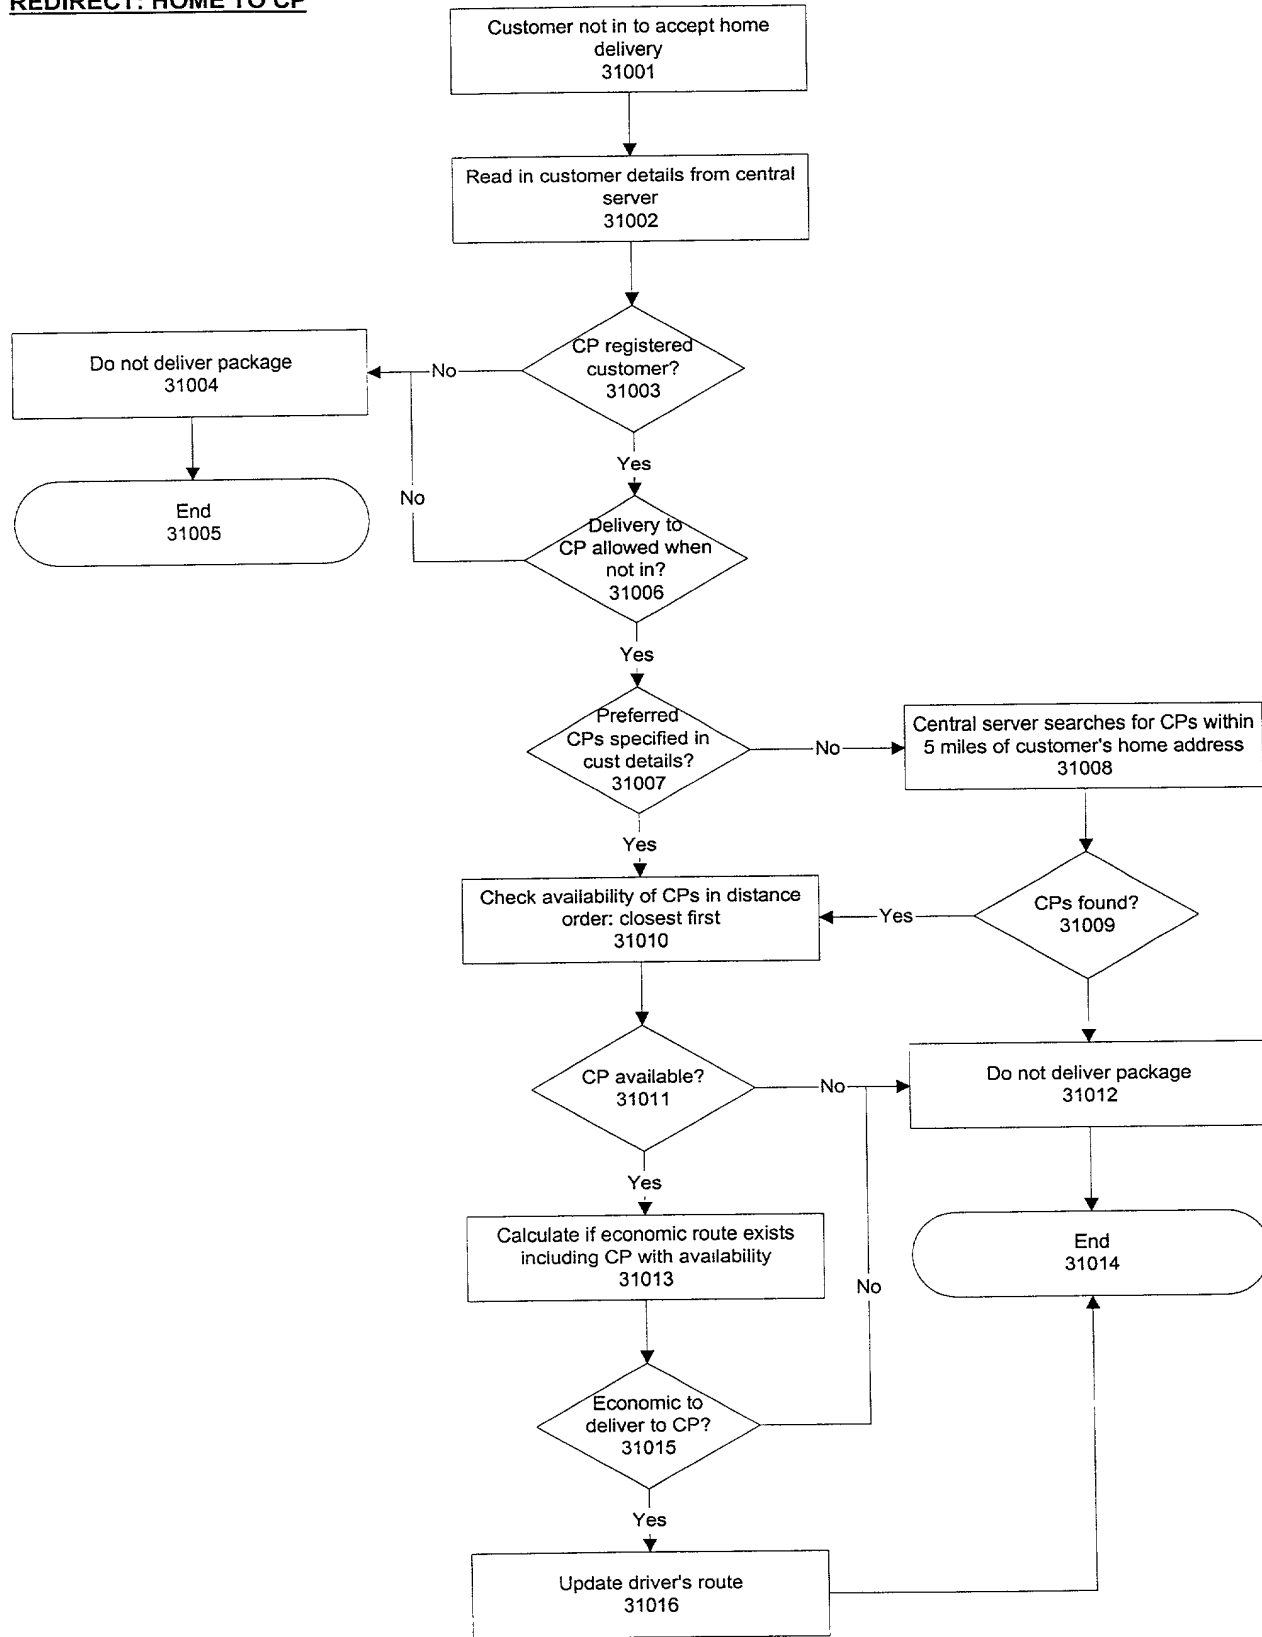 REDIRECT: HOME TO CP
Customer not in to accept home
delivery
31001
Read in customer details from central
server
31002
CP registered
customer?
31003
No
Do not deliver package
31004
Yes
End
31005
No
Delivery to
CP allowed when
not in?
31006
Yes
Preferred
CPs specified in
cust details?
31007
No
Central server searches for CPs within
5 miles of customer's home address
31008
Yes
Check availability of CPs in distance
order: closest first
31010
Yes
CPs found?
31009
CP available?
31011
No
Do not deliver package
31012
Yes
Calculate if economic route exists
including CP with availability
31013
End
31014
No
Economic to
deliver to CP?
31015
Yes
Update driver's route
31016